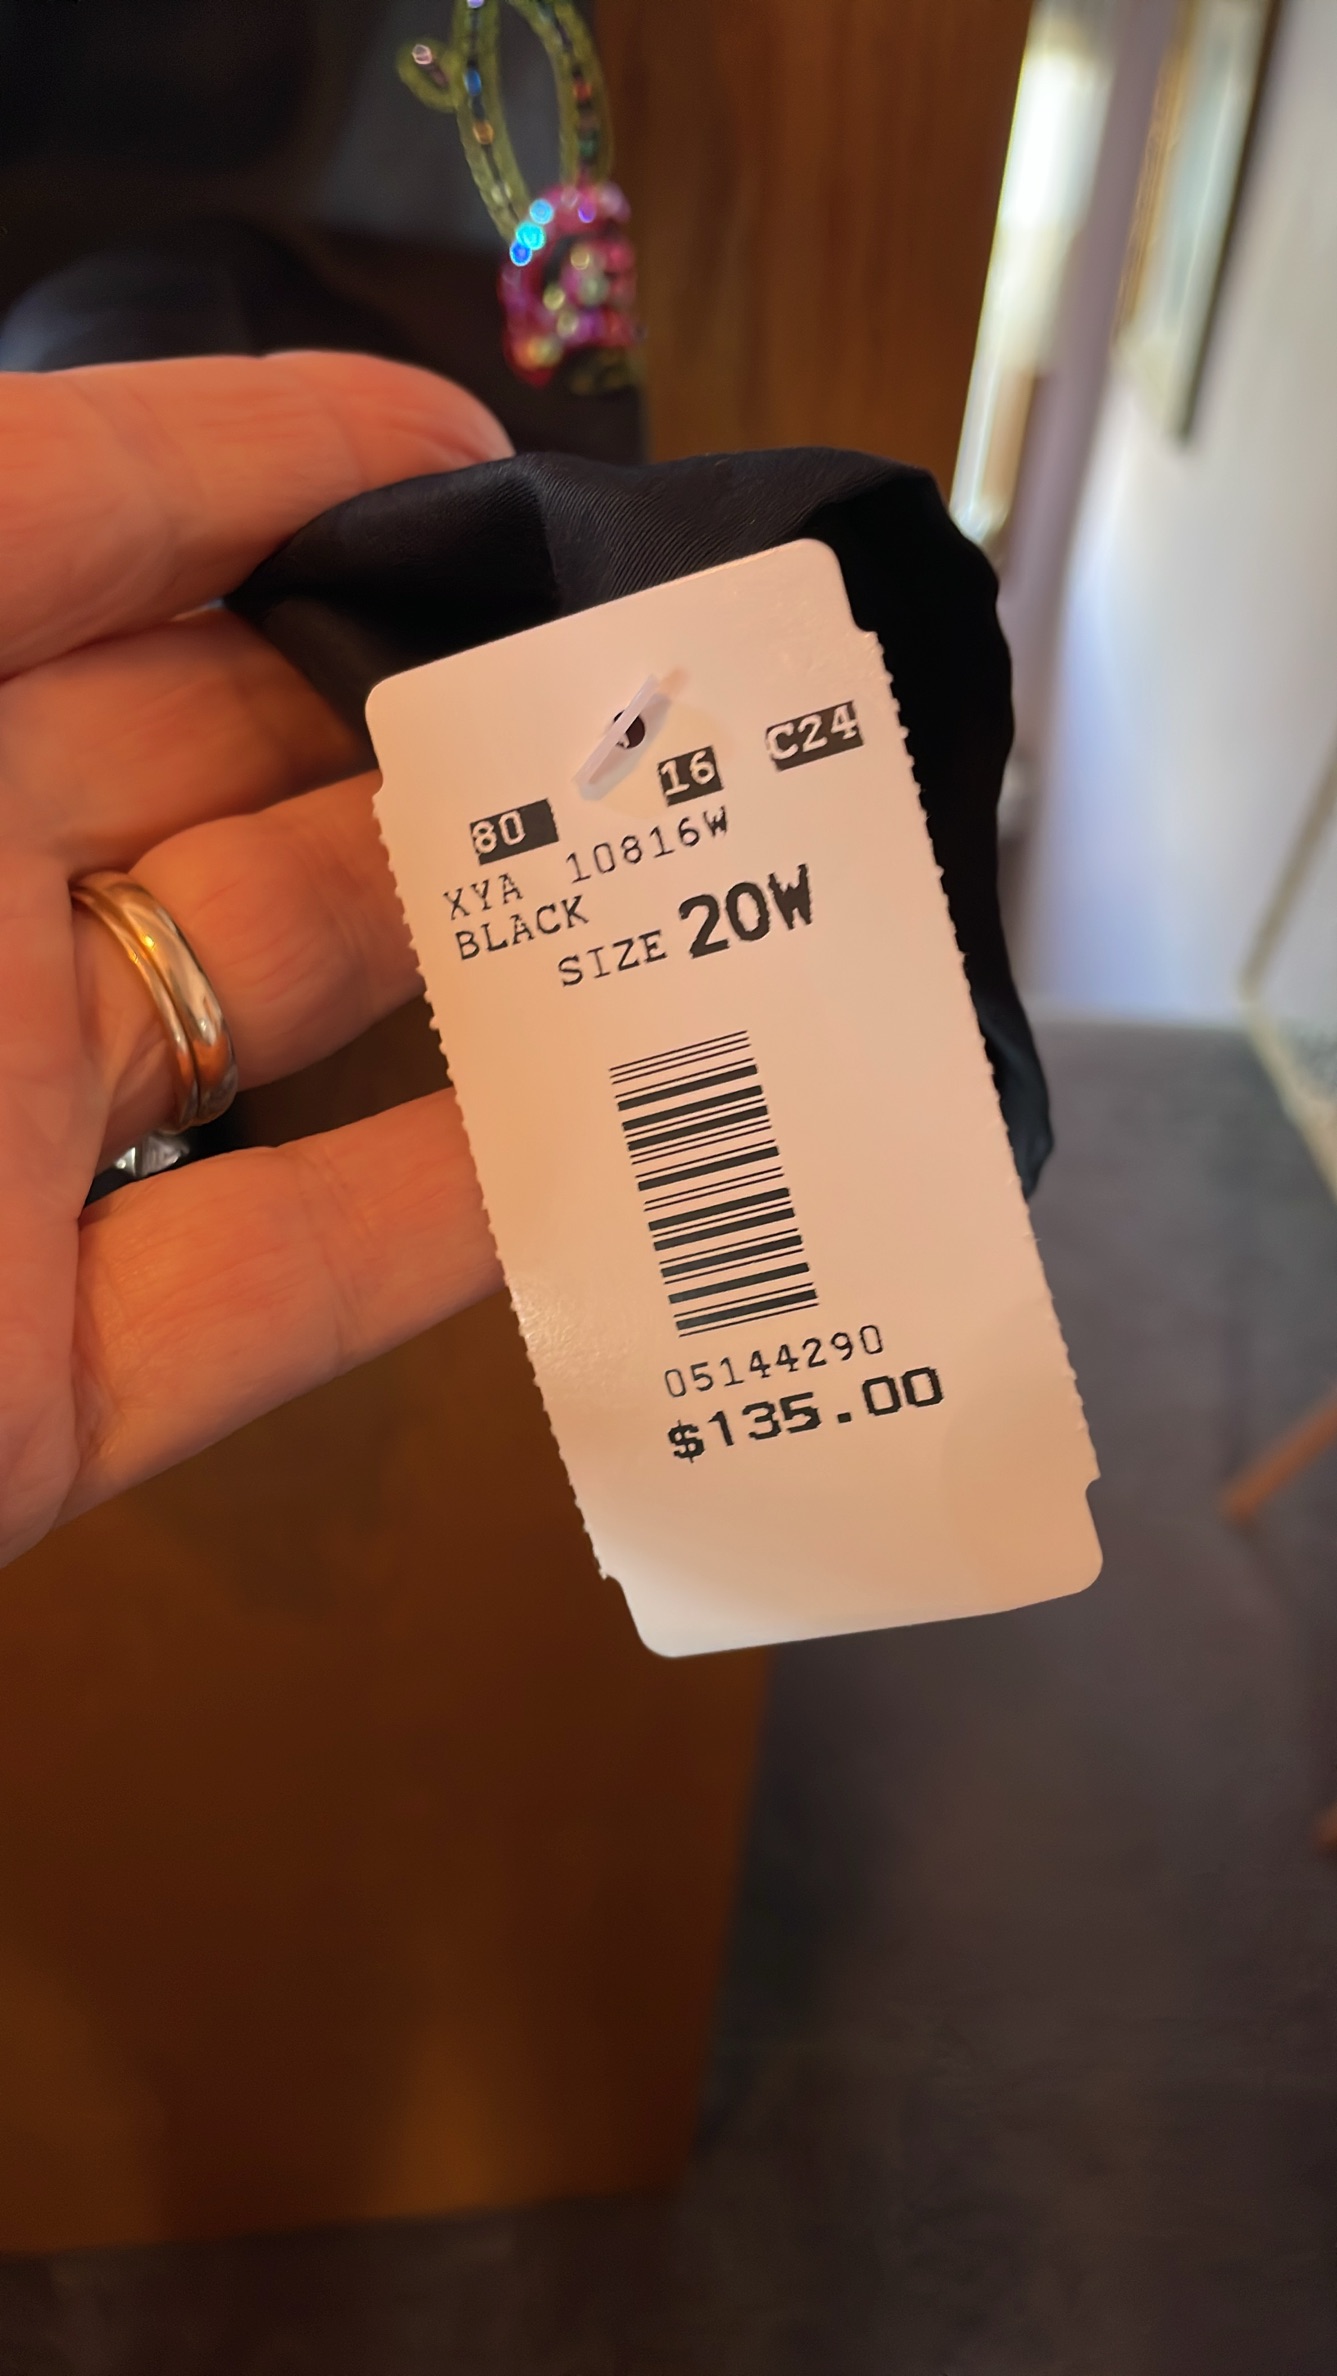 80 16 C24
XYA 10816W
BLACK
SIZE 20W
05144290
$135.00